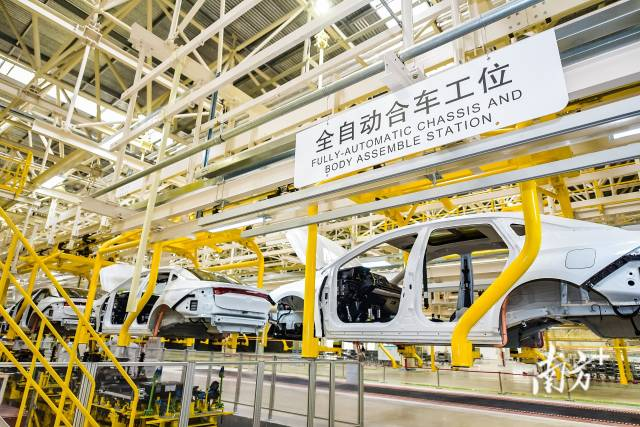 全自动合车工位
FULLY-AUTOMATIC CHASSIS AND
BODY ASSEMBLE STATION
南方+